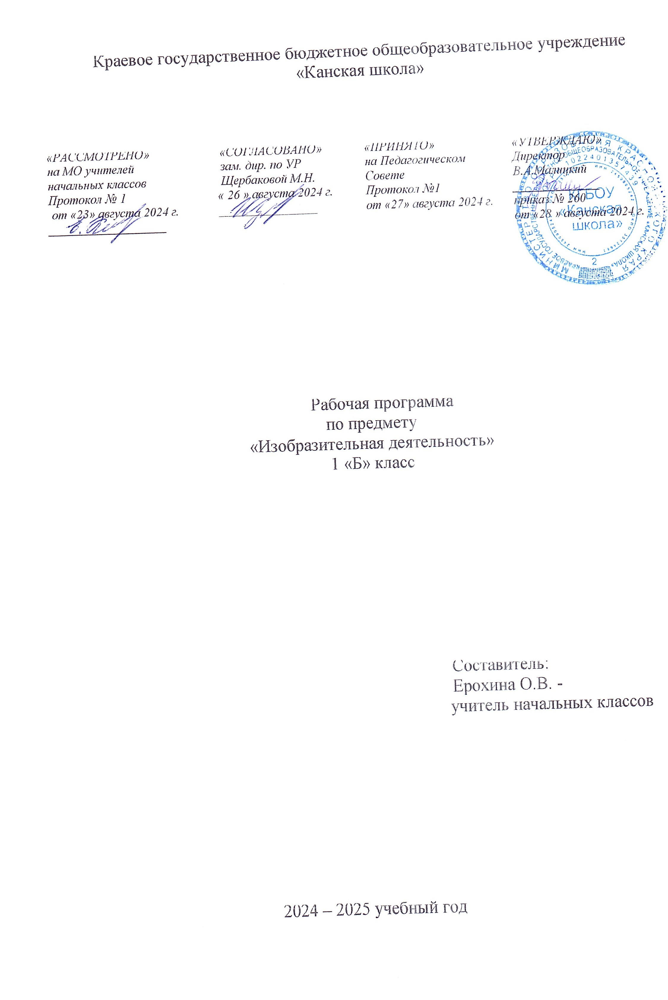 Краевое государственное бюджетное общеобразовательное учреждение
«Канская школа»
«РАССМОТРЕНО»
на МО учителей
начальных классов
Протокол № 1
от «23» августа 2024 г.
«СОГЛАСОВАНО»
зам. дир. по УР
Щербаковой М.Н.
« 26 » августа 2024 г.
«ПРИНЯТО»
на Педагогическом
Совете
Протокол №1
от «27» августа 2024 г.
«УТВЕРЖДАЮ»
Директор
В.А.Малицкий
приказ № 260
от «28 » августа 2024 г.
КГБОУ
«Канская
школа»
2
1022401357439
Рабочая программа
по предмету
«Изобразительная деятельность»
1 «Б» класс
Составитель:
Ерохина О.В. -
учитель начальных классов
2024 – 2025 учебный год